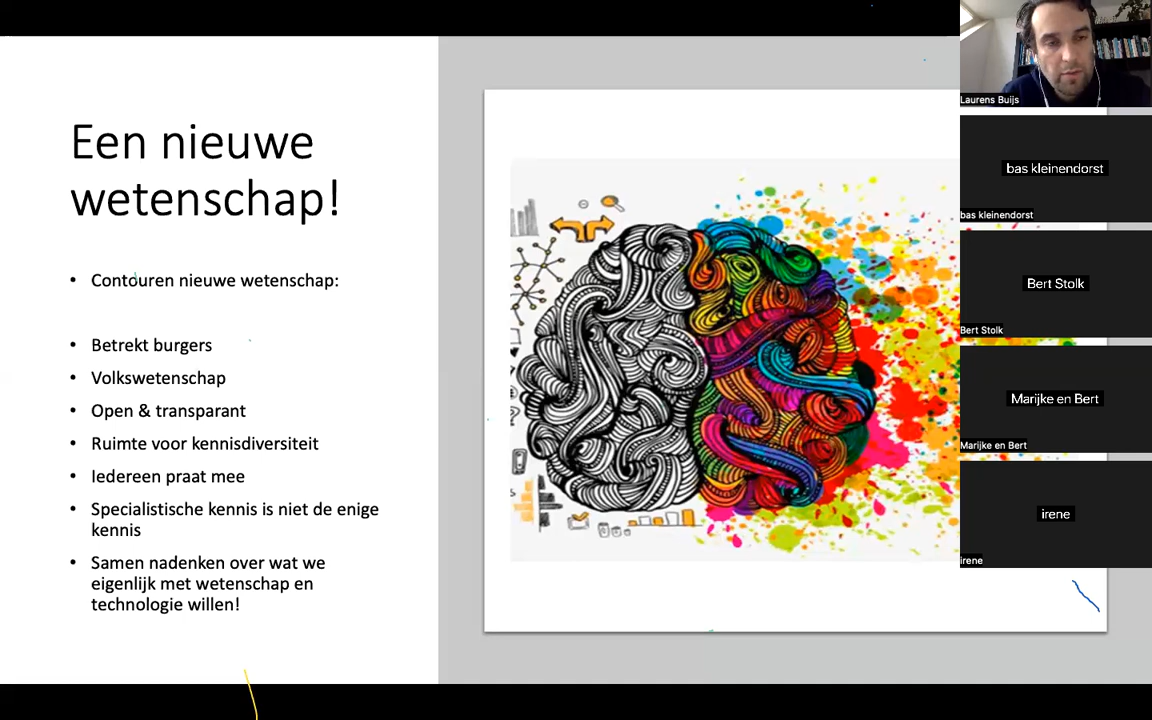 Een nieuwe
wetenschap!
• Contouren nieuwe wetenschap:
• Betrekt burgers
• Volkswetenschap
• Open & transparant
• Ruimte voor kennisdiversiteit
• Iedereen praat mee
• Specialistische kennis is niet de enige
kennis
• Samen nadenken over wat we
eigenlijk met wetenschap en
technologie willen!
Laurens Buijs
bas kleinendorst
bas kleinendorst
Bert Stolk
Bert Stolk
Marijke en Bert
Marijke en Bert
irene
irene